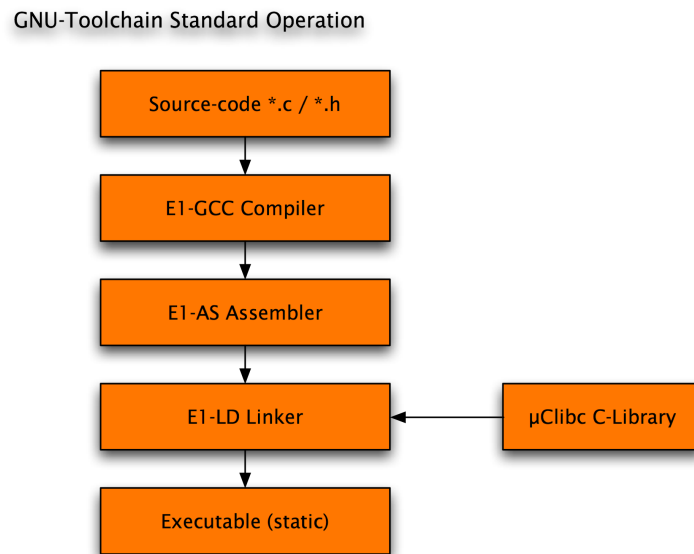 GNU-Toolchain Standard Operation
Source-code *.c / *.h
E1-GCC Compiler
E1-AS Assembler
E1-LD Linker
µClibc C-Library
Executable (static)